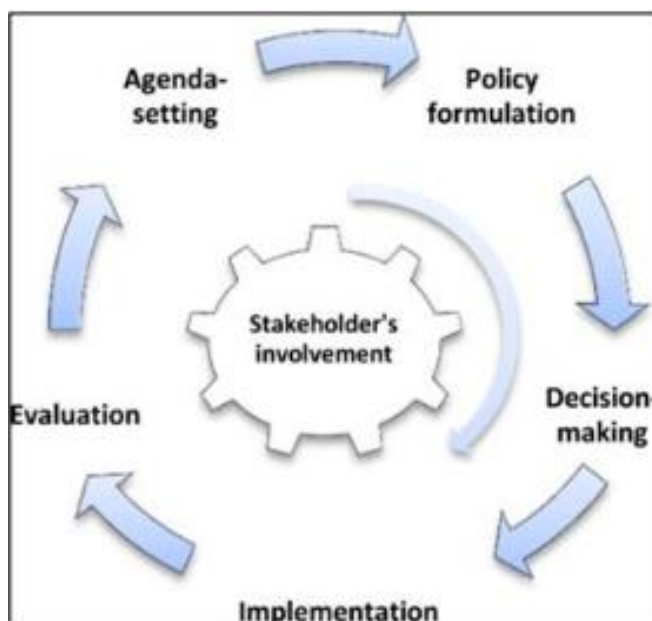 Agenda-
setting
Policy
formulation
Stakeholder's
involvement
Evaluation
Decision-
making
Implementation